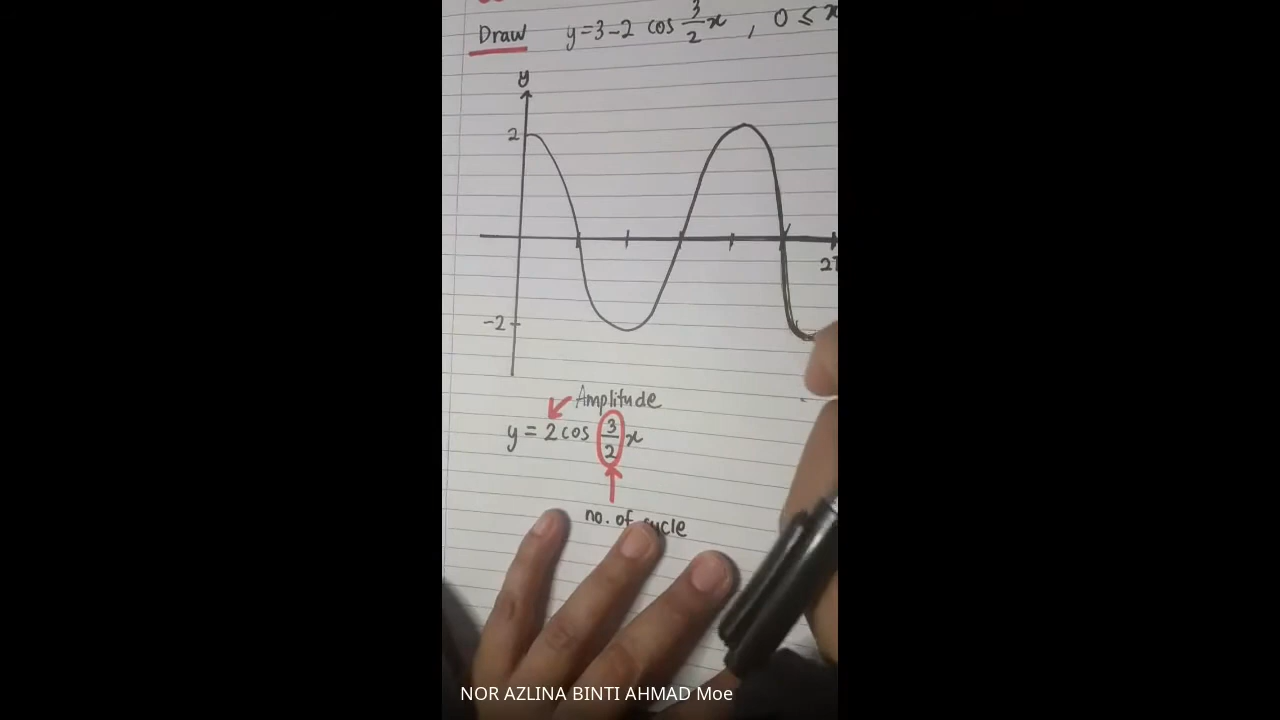 Draw y=3-2 cos 3/2 x , 0 ≤ x
y
2
2π
-2
Amplitude
y = 2 cos 3/2 x
no. of cycle
NOR AZLINA BINTI AHMAD Moe